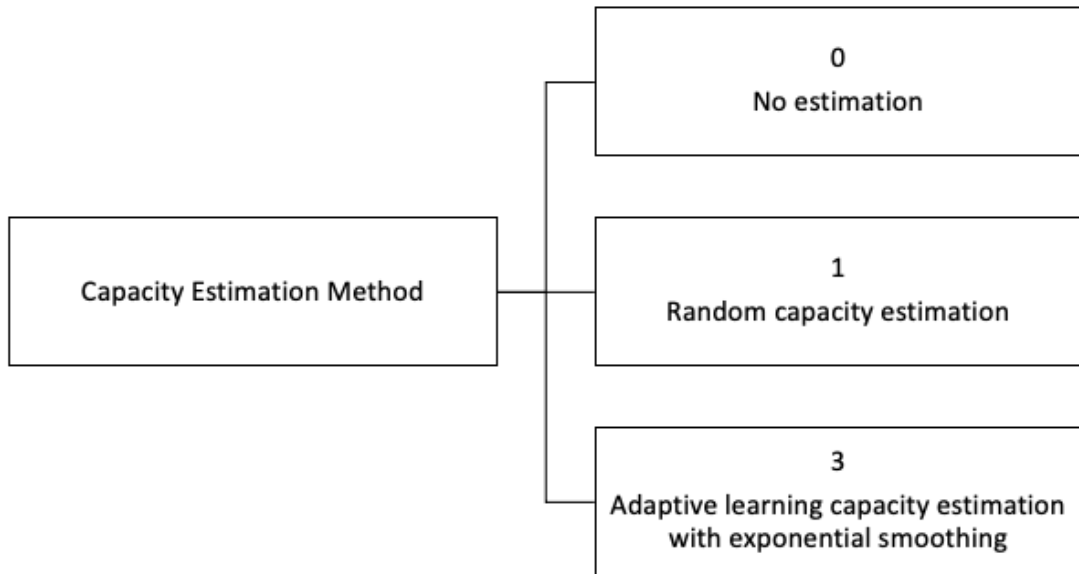 0
No estimation
Capacity Estimation Method
1
Random capacity estimation
3
Adaptive learning capacity estimation
with exponential smoothing